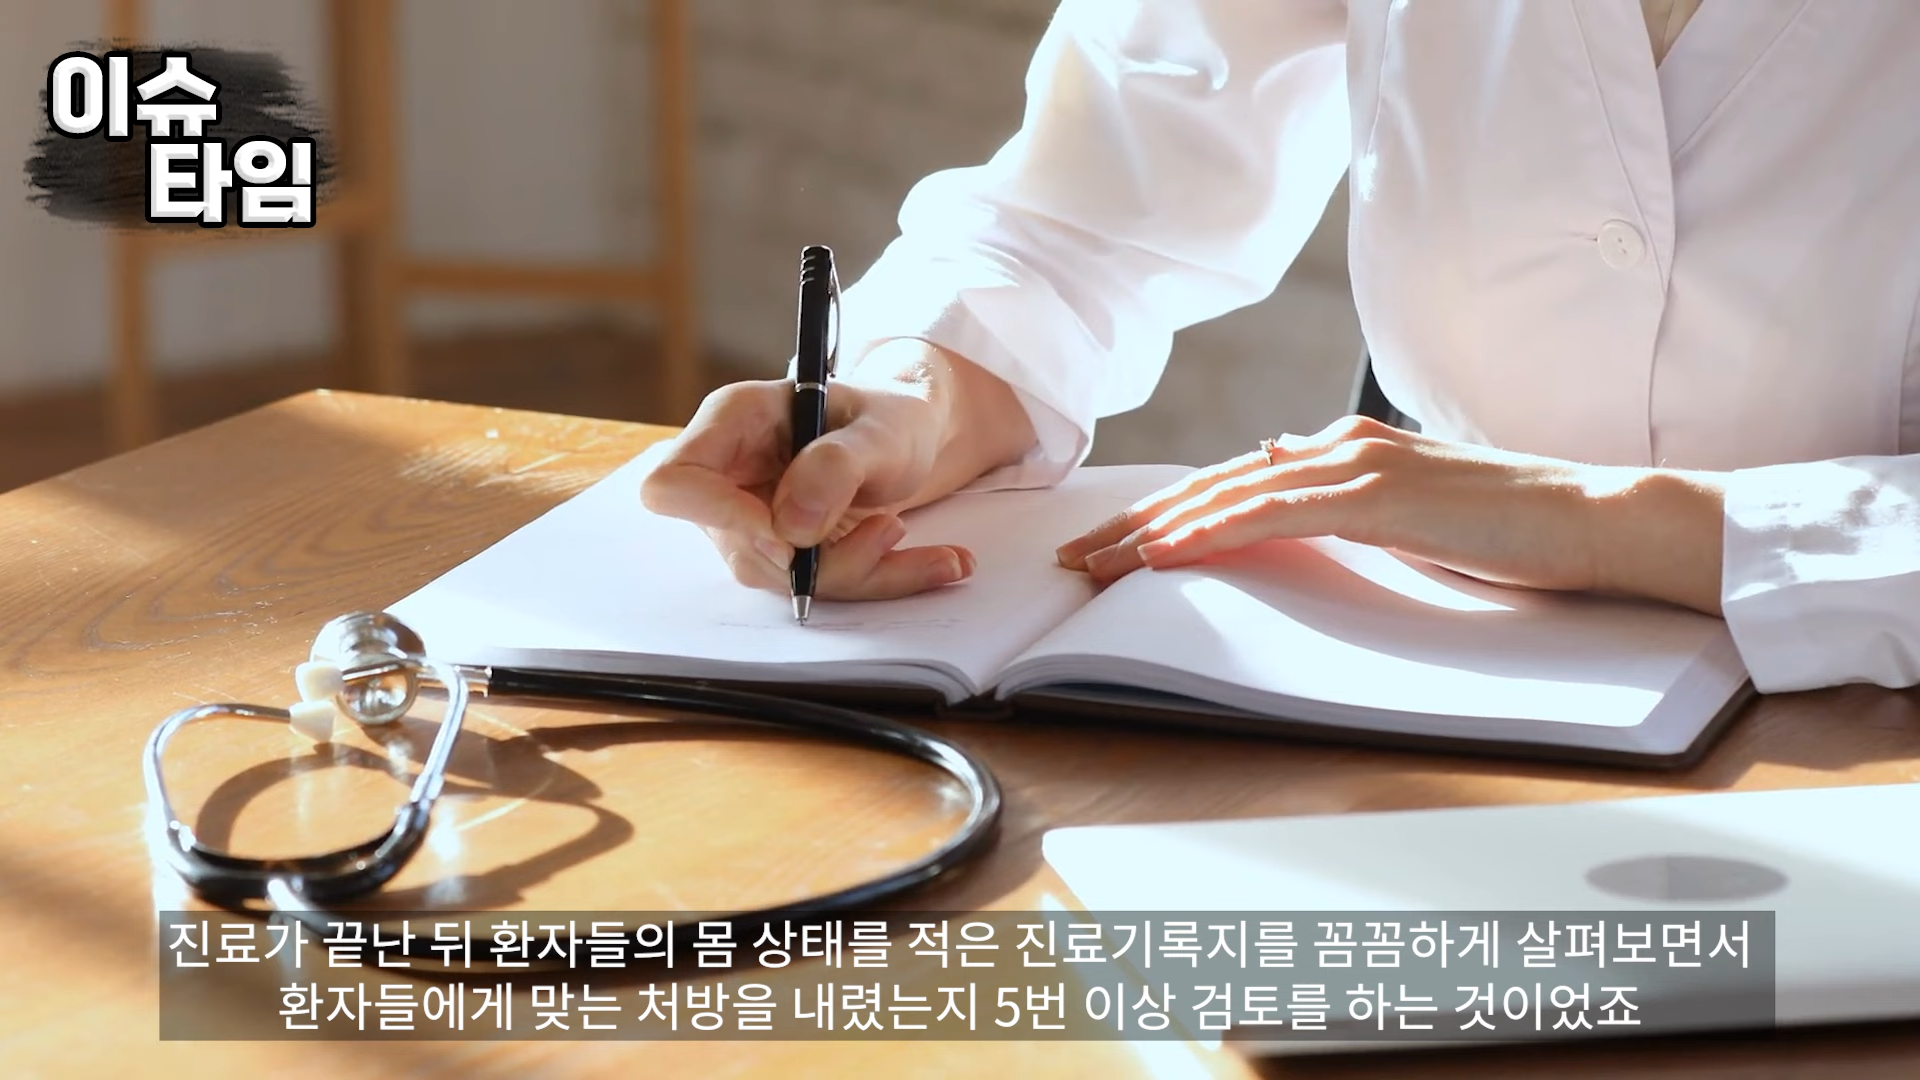 이슈
타임
진료가 끝난 뒤 환자들의 몸 상태를 적은 진료기록지를 꼼꼼하게 살펴보면서
환자들에게 맞는 처방을 내렸는지 5번 이상 검토를 하는 것이었죠